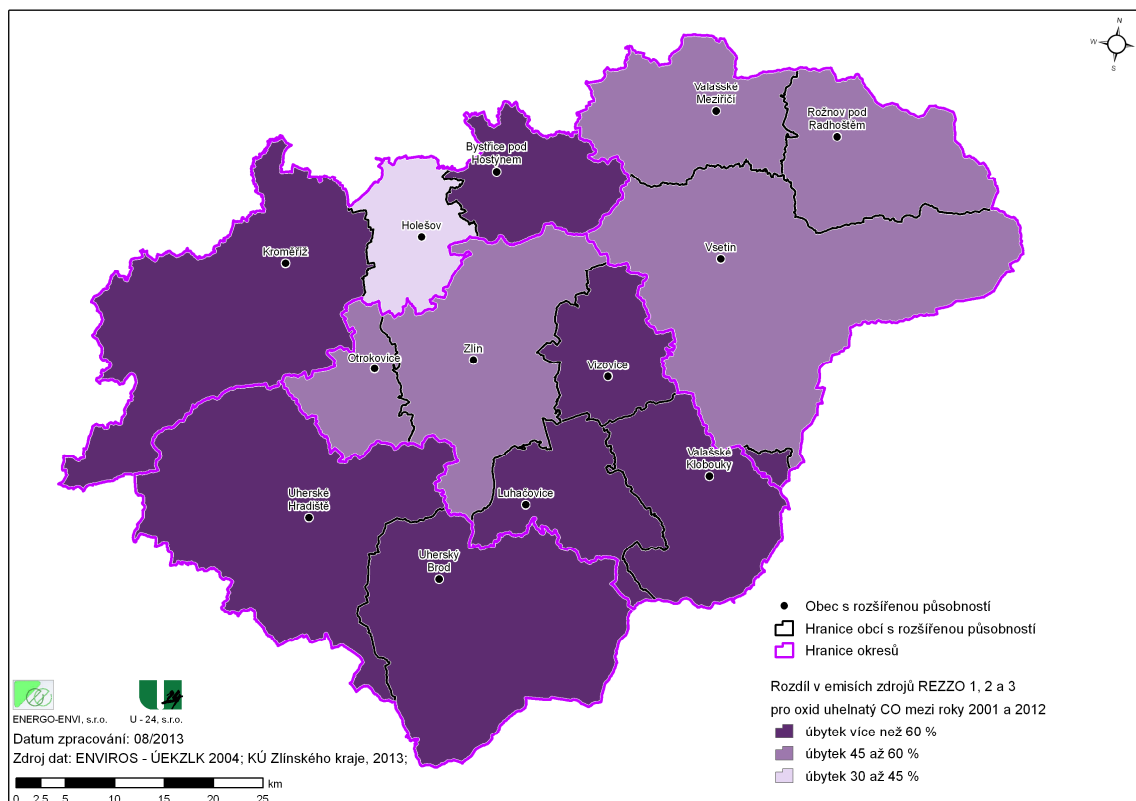 N
W
S
Valašské
Meziříčí
Rožnov pod
Radhoštěm
Bystřice pod
Hostýnem
Holešov
Kroměříž
Vsetín
Zlín
Otrokovice
Vizovice
Valašské
Klobouky
Uherské
Hradiště
Luhačovice
Uherský
Brod
Obec s rozšířenou působností
Hranice obcí s rozšířenou působností
Hranice okresů
Rozdíl v emisích zdrojů REZZO 1, 2 a 3
pro oxid uhelnatý CO mezi roky 2001 a 2012
úbytek více než 60 %
úbytek 45 až 60 %
úbytek 30 až 45 %
ENERGO-ENVI, s.r.o. U - 24, s.r.o.
Datum zpracování: 08/2013
Zdroj dat: ENVIROS - ÚEKZLK 2004; KÚ Zlínského kraje, 2013;
km
0 2,5 5 10 15 20 25